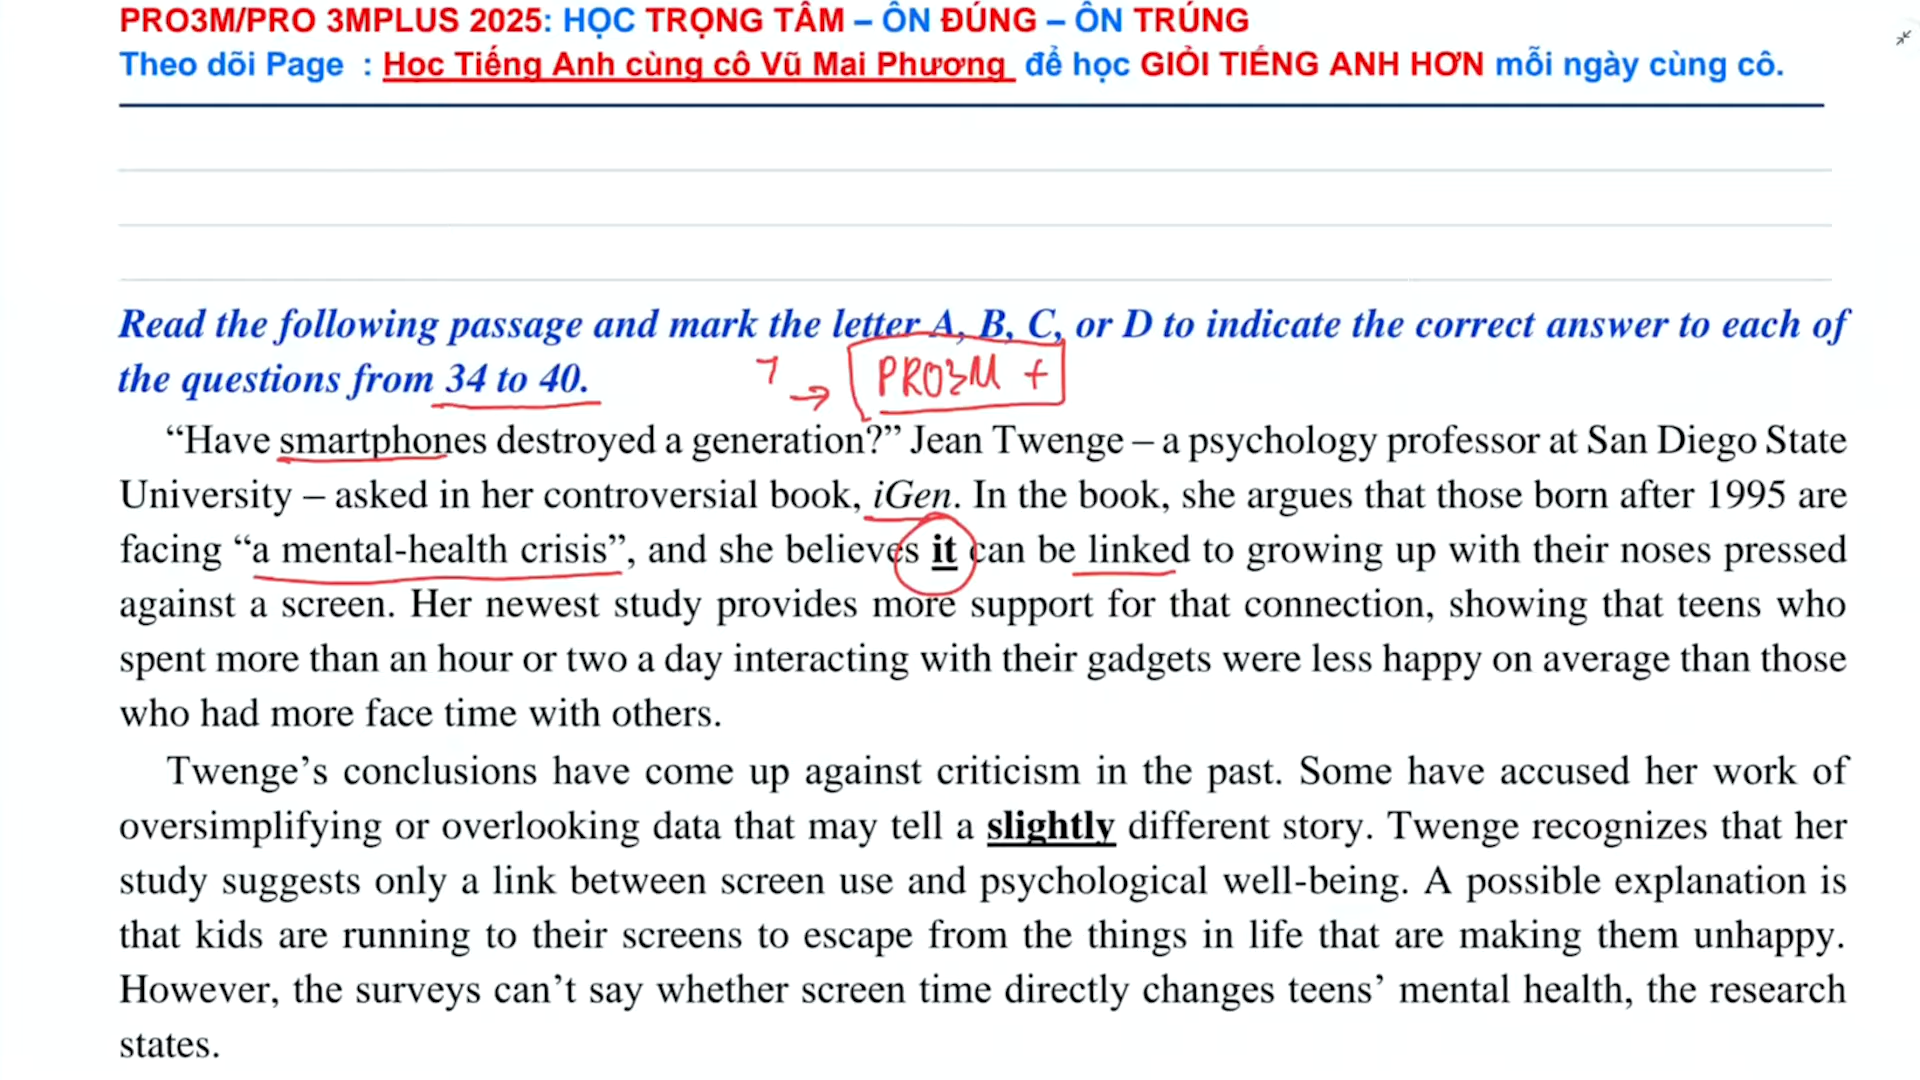 PRO3M/PRO 3MPLUS 2025: HỌC TRỌNG TÂM – ÔN ĐÚNG – ÔN TRÚNG
Theo dõi Page : Học Tiếng Anh cùng cô Vũ Mai Phương để học GIỎI TIẾNG ANH HƠN mỗi ngày cùng cô.
Read the following passage and mark the letter A, B, C, or D to indicate the correct answer to each of
the questions from 34 to 40.
7 → PRO3M +
“Have smartphones destroyed a generation?” Jean Twenge – a psychology professor at San Diego State
University – asked in her controversial book, iGen. In the book, she argues that those born after 1995 are
facing “a mental-health crisis”, and she believes it can be linked to growing up with their noses pressed
against a screen. Her newest study provides more support for that connection, showing that teens who
spent more than an hour or two a day interacting with their gadgets were less happy on average than those
who had more face time with others.
Twenge’s conclusions have come up against criticism in the past. Some have accused her work of
oversimplifying or overlooking data that may tell a slightly different story. Twenge recognizes that her
study suggests only a link between screen use and psychological well-being. A possible explanation is
that kids are running to their screens to escape from the things in life that are making them unhappy.
However, the surveys can’t say whether screen time directly changes teens’ mental health, the research
states.